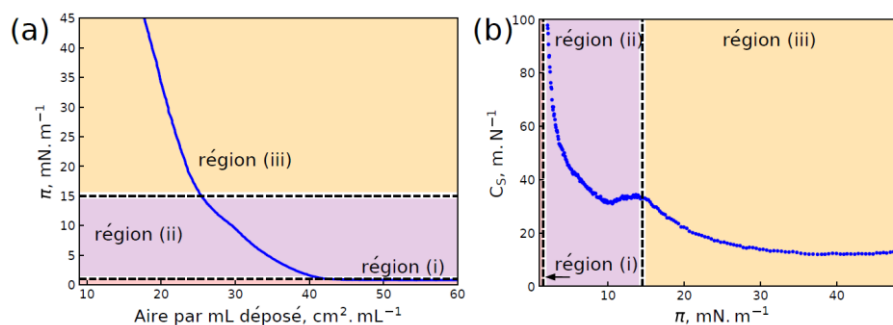 (a)
π, mN. m⁻¹
45
40
35
30
25
20
15
10
5
0
région (iii)
région (ii)
région (i)
10
20
30
40
50
60
Aire par mL déposé, cm². mL⁻¹
(b)
C_S, m. N⁻¹
100
80
60
40
20
0
région (ii)
région (iii)
région (i)
10
20
30
40
π, mN. m⁻¹